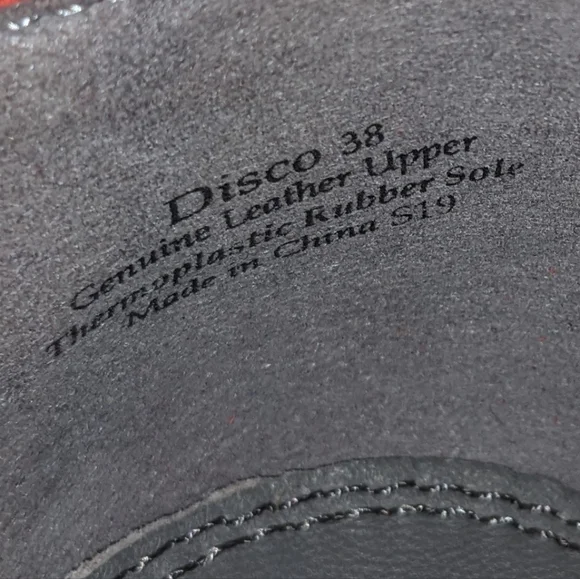 Disco 38
Genuine Leather Upper
Thermoplastic Rubber Sole
Made in China S19